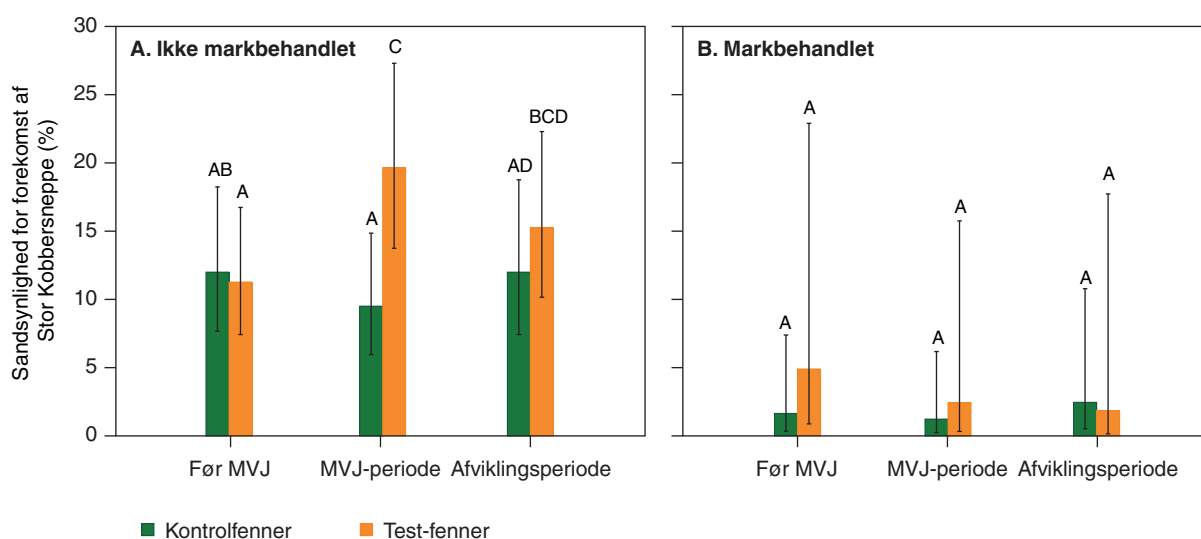 Sandsynlighed for forekomst af
Stor Kobbersneppe (%)
30
25
20
15
10
5
0
A. Ikke markbehandlet
AB
A
A
C
AD
BCD
Før MVJ
MVJ-periode
Afviklingsperiode
B. Markbehandlet
A
A
A
A
A
A
Før MVJ
MVJ-periode
Afviklingsperiode
Kontrolfenner
Test-fenner